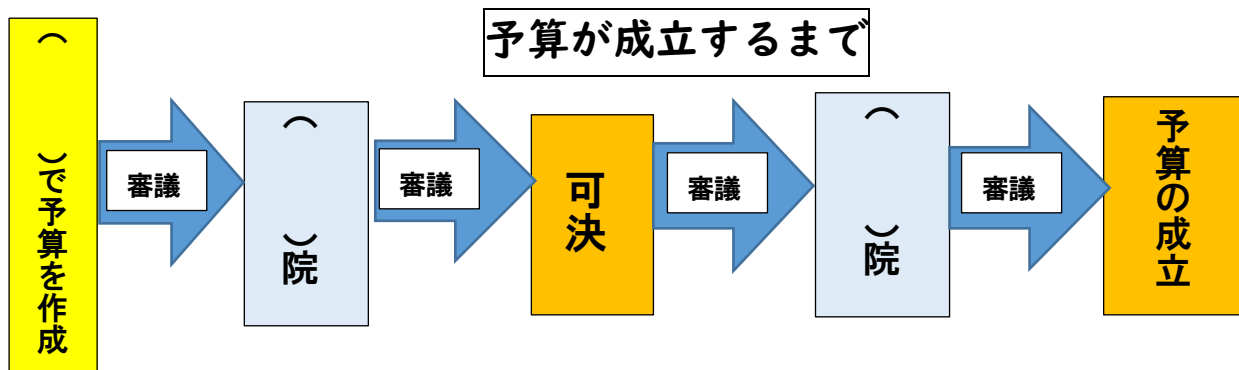 予算が成立するまで
（　　　）で予算を作成
審議
（　　　）院
審議
可決
審議
（　　　）院
審議
予算の成立